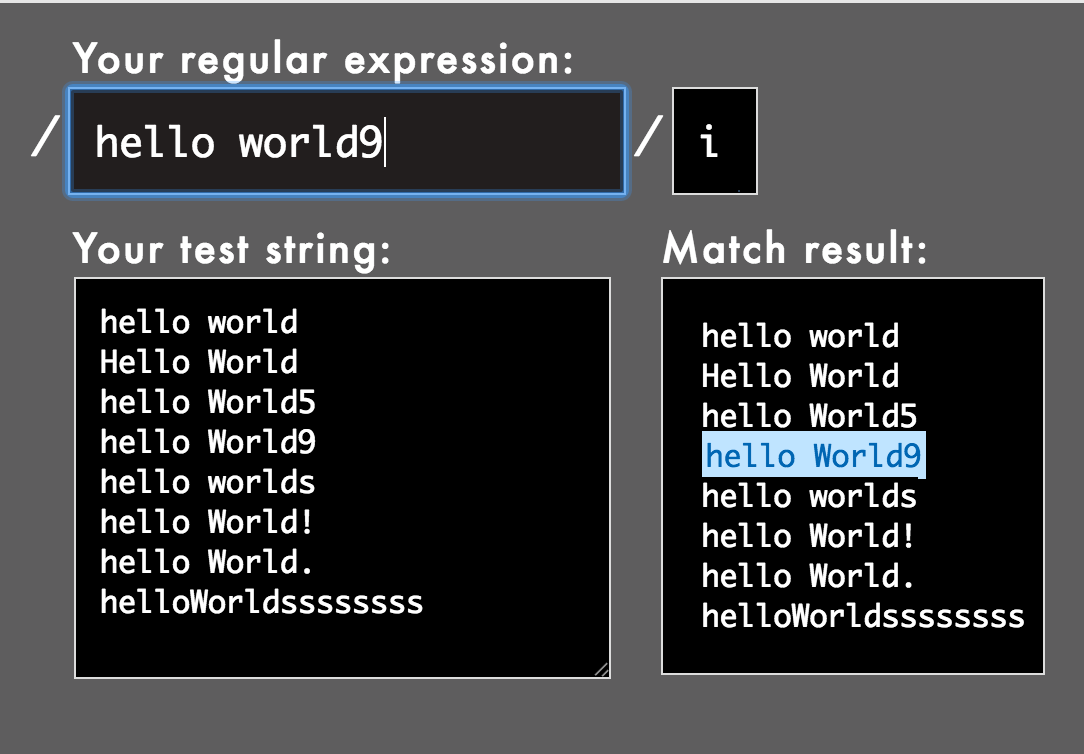 Your regular expression:
/ hello world9 / i
Your test string:
hello world
Hello World
hello World5
hello World9
hello worlds
hello World!
hello World.
helloWorldssssssss
Match result:
hello world
Hello World
hello World5
hello World9
hello worlds
hello World!
hello World.
helloWorldssssssss